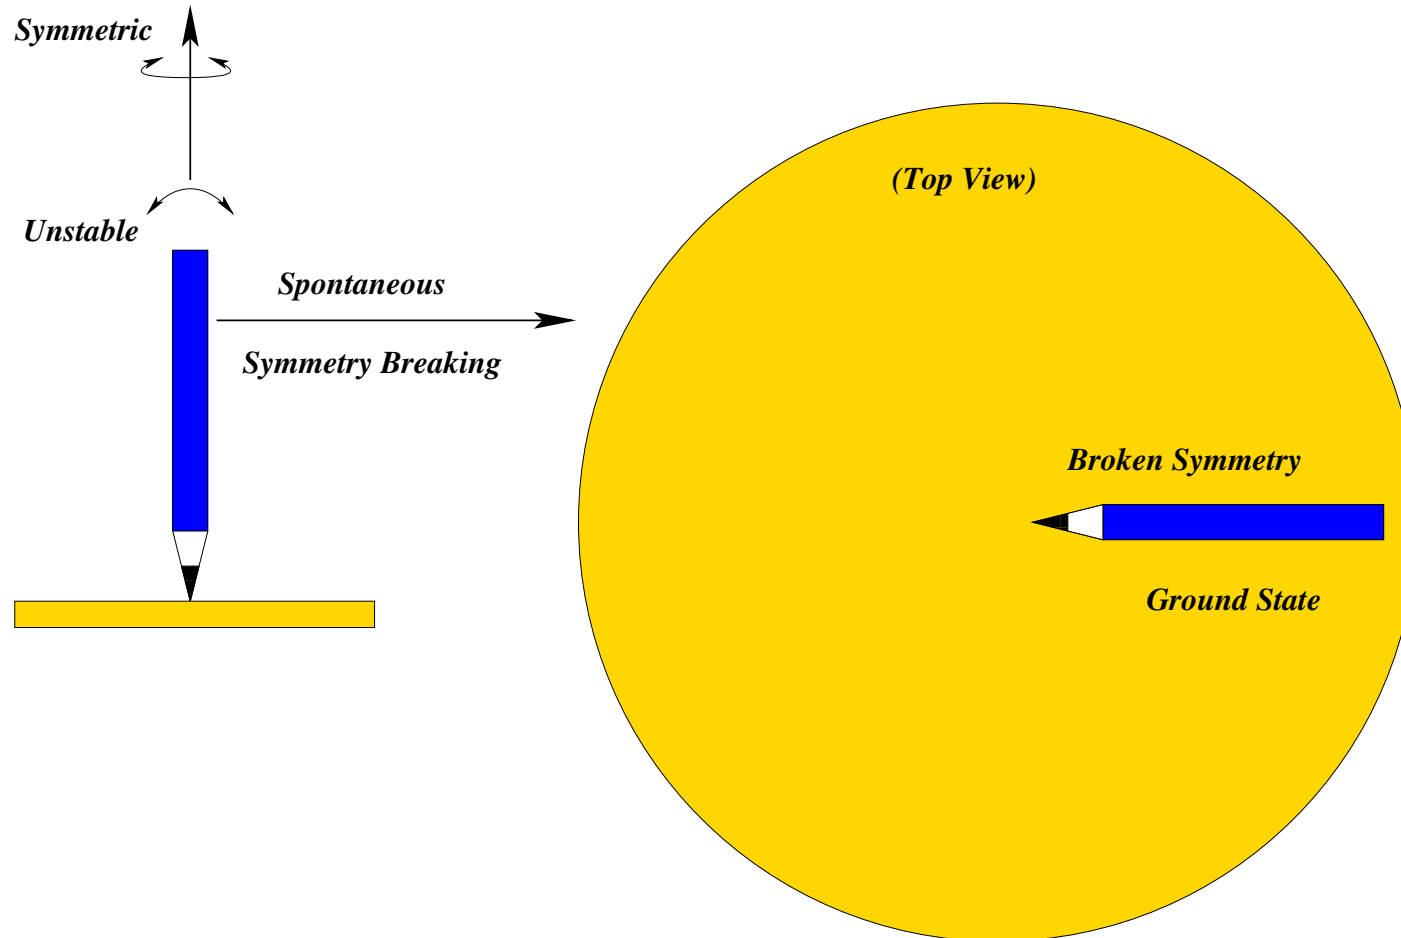 Symmetric
Unstable
Spontaneous
Symmetry Breaking
(Top View)
Broken Symmetry
Ground State